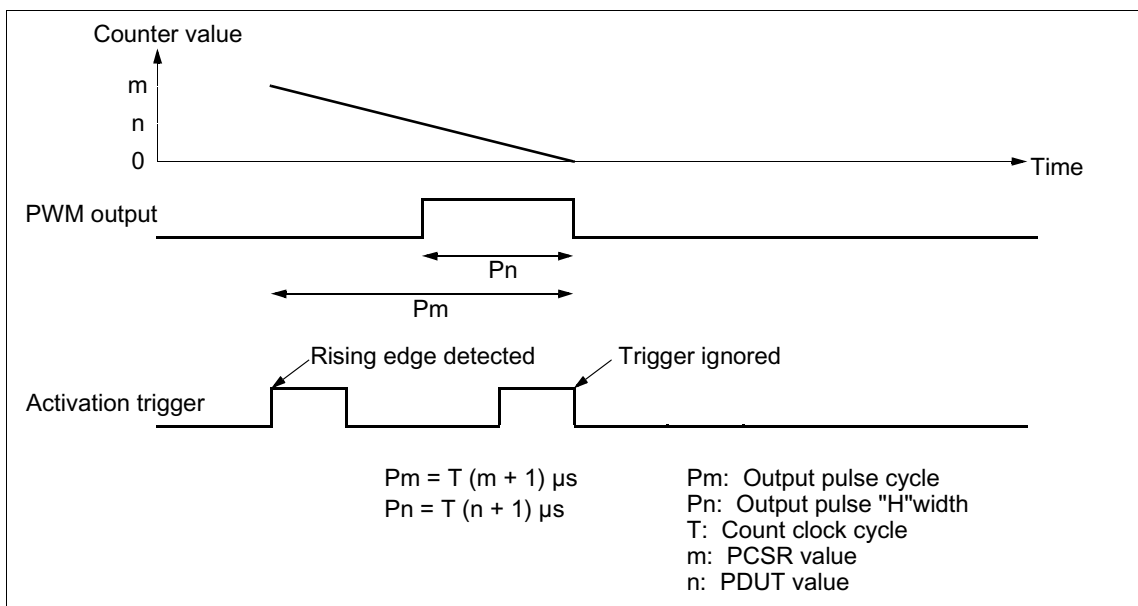 Counter value
m
n
0
Time
PWM output
Pn
Pm
Rising edge detected
Trigger ignored
Activation trigger
Pm = T (m + 1) µs
Pn = T (n + 1) µs
Pm: Output pulse cycle
Pn: Output pulse "H"width
T: Count clock cycle
m: PCSR value
n: PDUT value